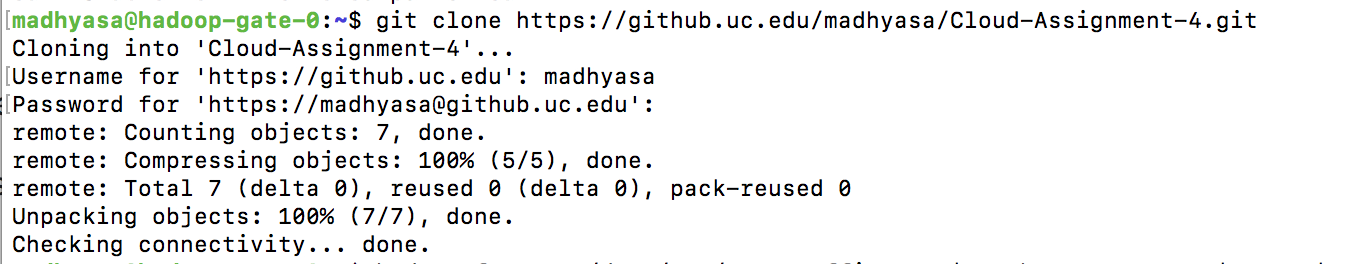 [madhyasa@hadoop-gate-0:~$ git clone https://github.uc.edu/madhyasa/Cloud-Assignment-4.git
Cloning into 'Cloud-Assignment-4'...
[Username for 'https://github.uc.edu': madhyasa
[Password for 'https://madhyasa@github.uc.edu':
remote: Counting objects: 7, done.
remote: Compressing objects: 100% (5/5), done.
remote: Total 7 (delta 0), reused 0 (delta 0), pack-reused 0
Unpacking objects: 100% (7/7), done.
Checking connectivity... done.